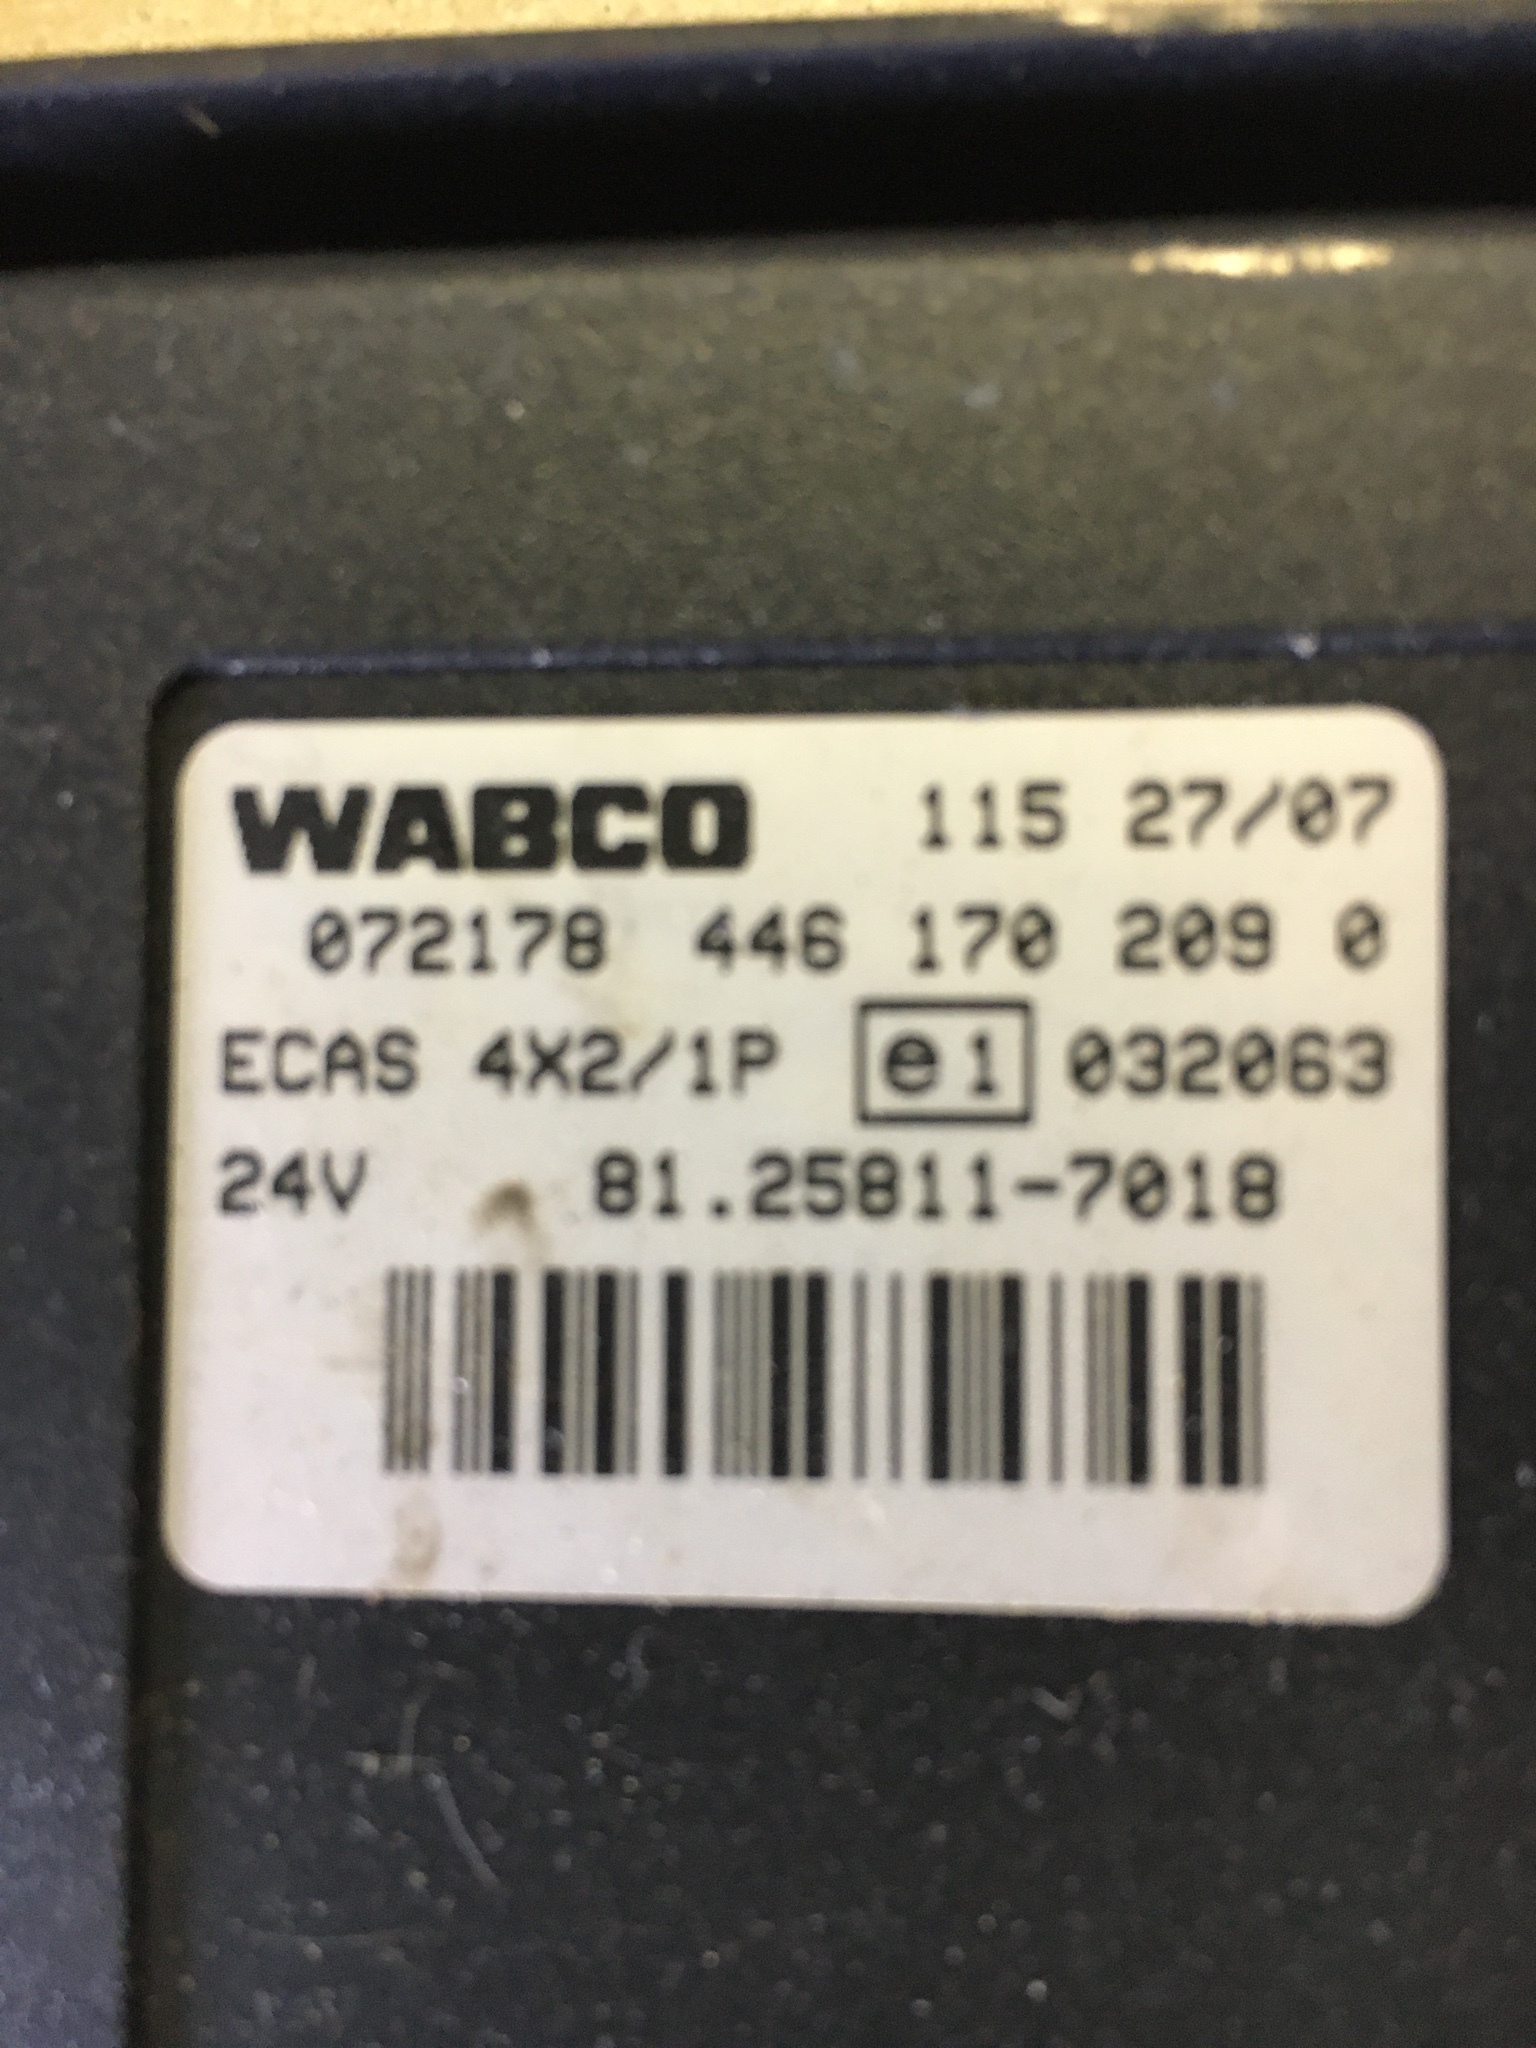 WABCO 115 27/07
072178 446 170 209 0
ECAS 4X2/1P e1 032063
24V 81.25811-7018